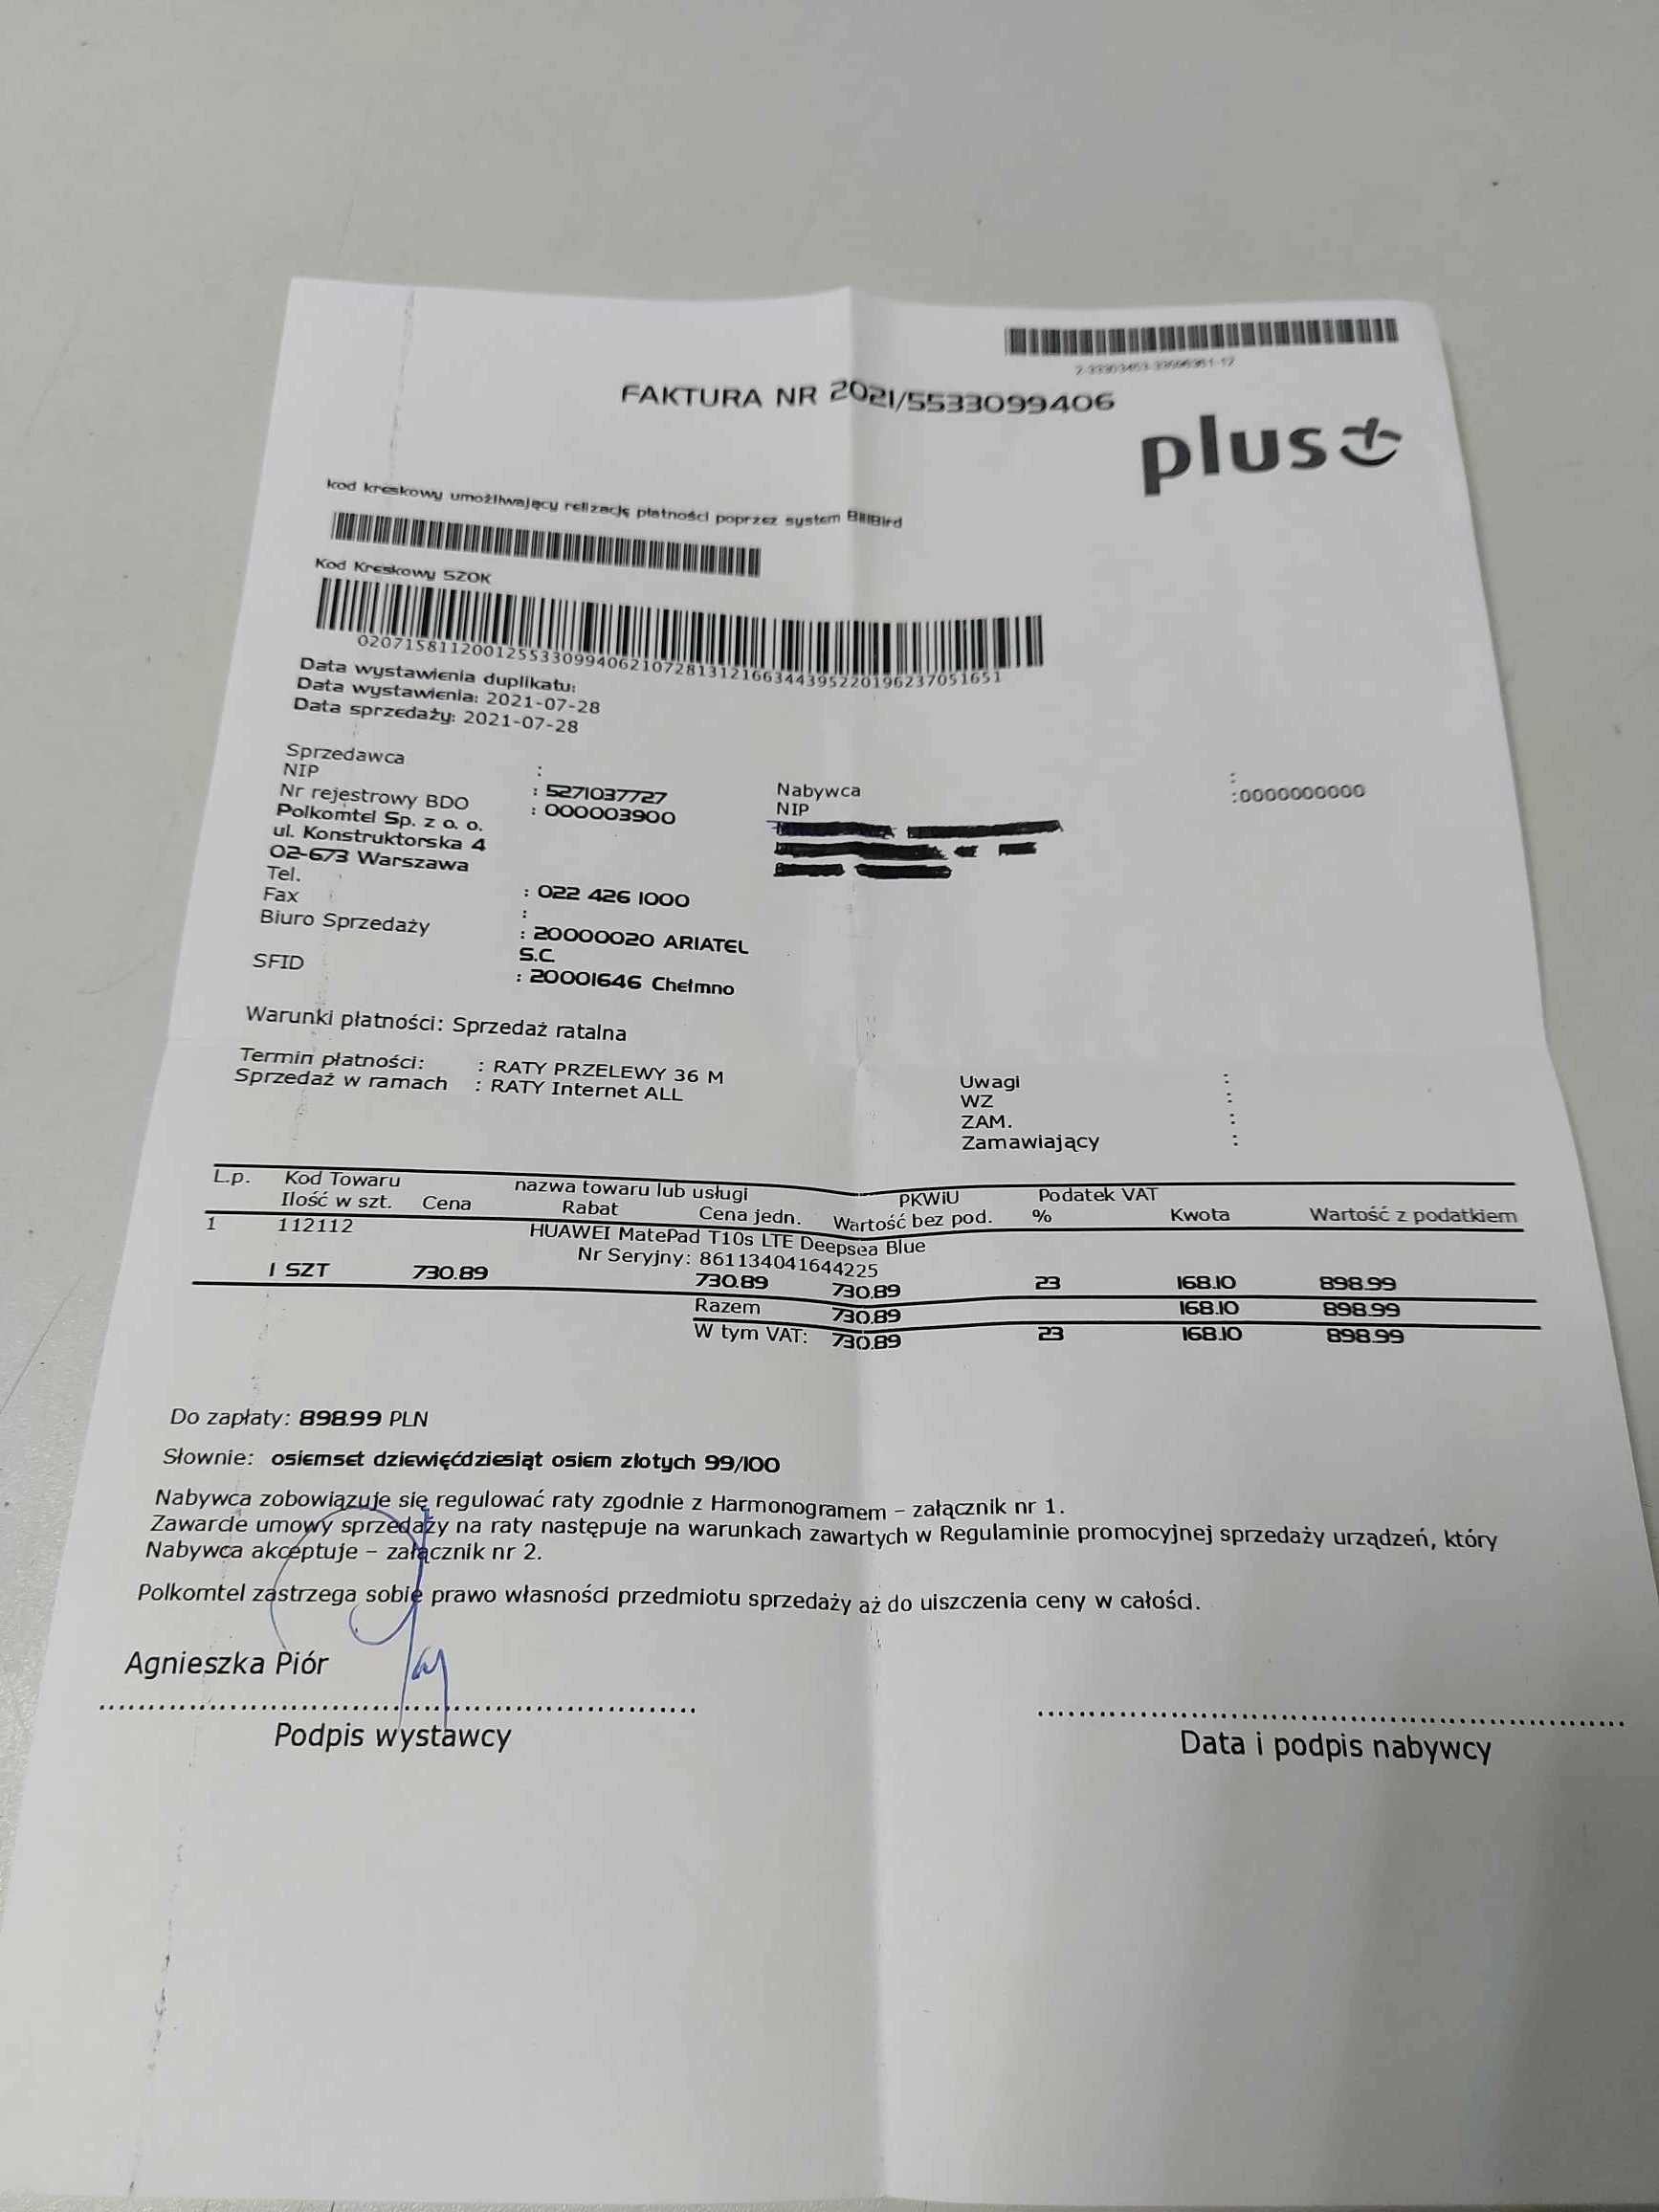 FAKTURA NR 2021/5533099406
plus
kod kreskowy umożliwający relizację płatności poprzez system BillBird
Kod Kreskowy SZOK
020715811200125533099406210728131216634439522019623705 1651
Data wystawienia duplikatu:
Data wystawienia: 2021-07-28
Data sprzedaży: 2021-07-28
Sprzedawca :
NIP : 5271037727
Nr rejestrowy BDO : 000003900
Polkomtel Sp. z o. o.
ul. Konstruktorska 4
02-673 Warszawa
Tel. : 022 426 1000
Fax :
Biuro Sprzedaży : 20000020 ARIATEL
S.C.
SFID : 20001646 Chełmno
Nabywca :
NIP :0000000000
Warunki płatności: Sprzedaż ratalna
Termin płatności: : RATY PRZELEWY 36 M
Sprzedaż w ramach : RATY Internet ALL
Uwagi :
WZ :
ZAM. :
Zamawiający :
L.p. Kod Towaru nazwa towaru lub usługi PKWiU Podatek VAT
Ilość w szt. Cena Rabat Cena jedn. Wartość bez pod. % Kwota Wartość z podatkiem
1 112112 HUAWEI MatePad T10s LTE Deepsea Blue
Nr Seryjny: 861134041644225
1 SZT 730.89 730.89 730.89 23 168.10 898.99
Razem 730.89 168.10 898.99
W tym VAT: 730.89 23 168.10 898.99
Do zapłaty: 898.99 PLN
Słownie: osiemset dziewięćdziesiąt osiem złotych 99/100
Nabywca zobowiązuje się regulować raty zgodnie z Harmonogramem – załącznik nr 1.
Zawarcie umowy sprzedaży na raty następuje na warunkach zawartych w Regulaminie promocyjnej sprzedaży urządzeń, który
Nabywca akceptuje – załącznik nr 2.
Polkomtel zastrzega sobie prawo własności przedmiotu sprzedaży aż do uiszczenia ceny w całości.
Agnieszka Piór
Podpis wystawcy
Data i podpis nabywcy